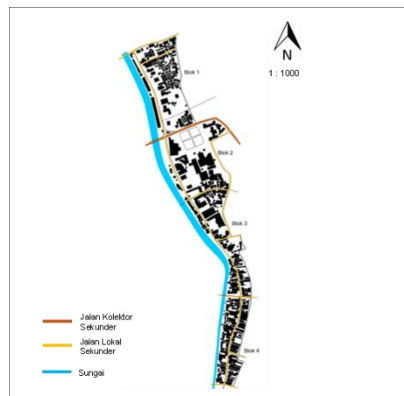 N
1 : 1000
Blok 1
Blok 2
Blok 3
Blok 4
Jalan Kolektor
Sekunder
Jalan Lokal
Sekunder
Sungai